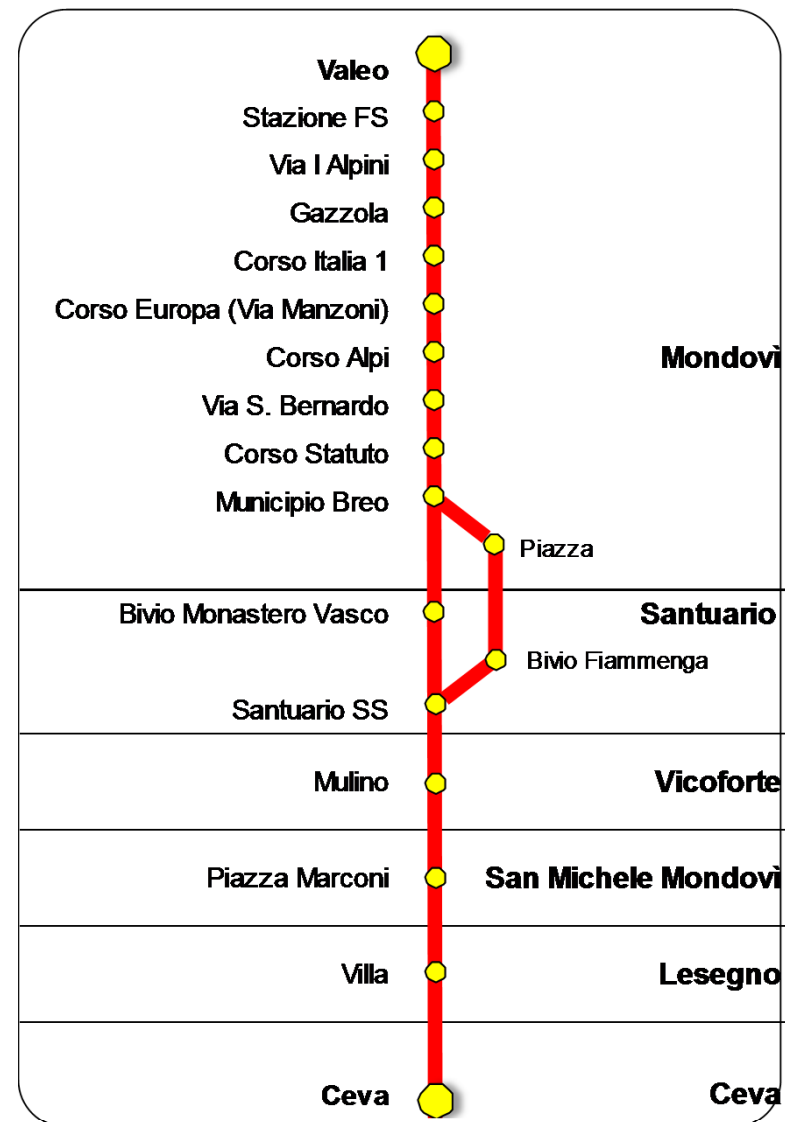 Valeo
Stazione FS
Via I Alpini
Gazzola
Corso Italia 1
Corso Europa (Via Manzoni)
Corso Alpi
Mondovì
Via S. Bernardo
Corso Statuto
Municipio Breo
Piazza
Bivio Monastero Vasco
Santuario
Bivio Fiammenga
Santuario SS
Mulino
Vicoforte
Piazza Marconi
San Michele Mondovì
Villa
Lesegno
Ceva
Ceva